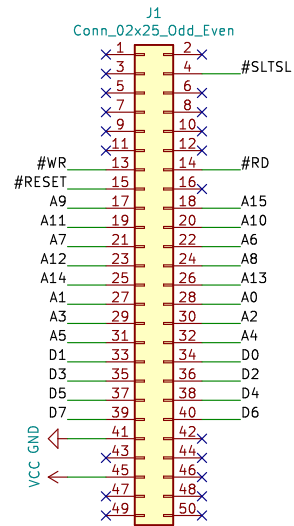 J1
Conn_02x25_Odd_Even
1 2
3 4 #SLTSL
5 6
7 8
9 10
11 12
#WR 13 14 #RD
#RESET 15 16
A9 17 18 A15
A11 19 20 A10
A7 21 22 A6
A12 23 24 A8
A14 25 26 A13
A1 27 28 A0
A3 29 30 A2
A5 31 32 A4
D1 33 34 D0
D3 35 36 D2
D5 37 38 D4
D7 39 40 D6
GND 41 42
43 44
VCC 45 46
47 48
49 50